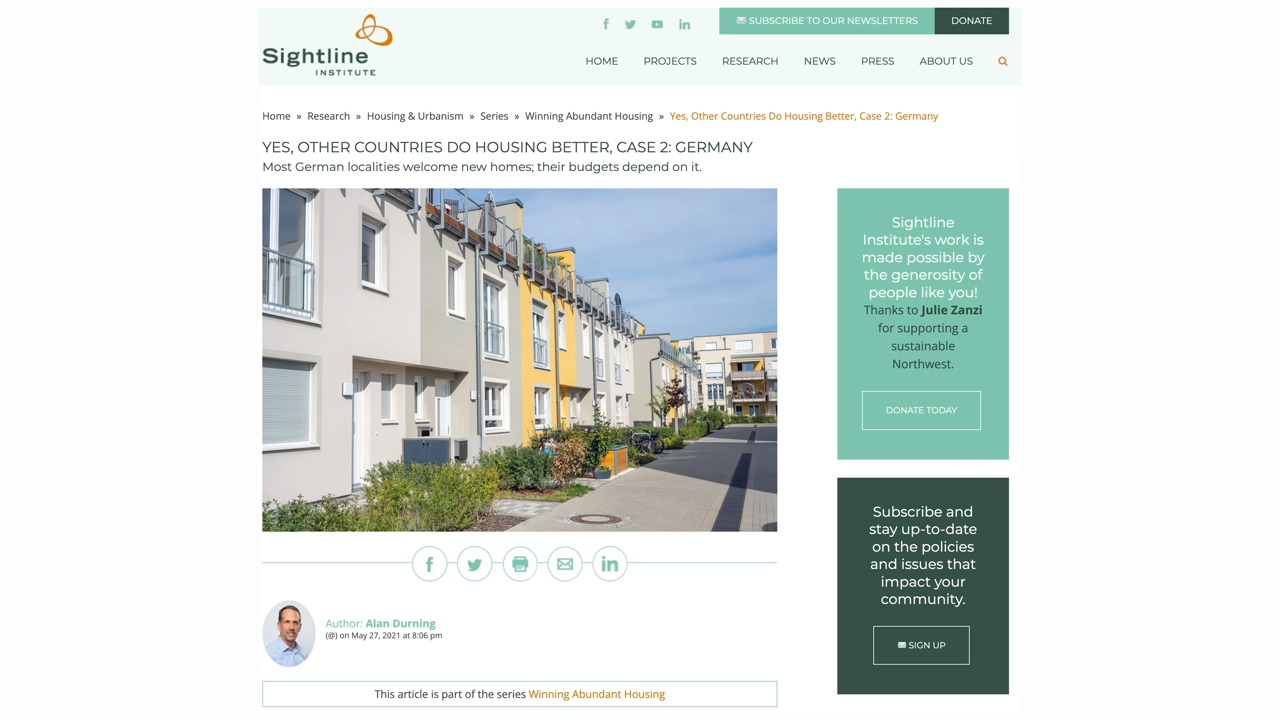 Sightline
INSTITUTE
SUBSCRIBE TO OUR NEWSLETTERS
DONATE
HOME PROJECTS RESEARCH NEWS PRESS ABOUT US
Home » Research » Housing & Urbanism » Series » Winning Abundant Housing » Yes, Other Countries Do Housing Better, Case 2: Germany
YES, OTHER COUNTRIES DO HOUSING BETTER, CASE 2: GERMANY
Most German localities welcome new homes; their budgets depend on it.
Author: Alan Durning
(@) on May 27, 2021 at 8:06 pm
This article is part of the series Winning Abundant Housing
Sightline
Institute's work is
made possible by
the generosity of
people like you!
Thanks to Julie Zanzi
for supporting a
sustainable
Northwest.
DONATE TODAY
Subscribe and
stay up-to-date
on the policies
and issues that
impact your
community.
SIGN UP